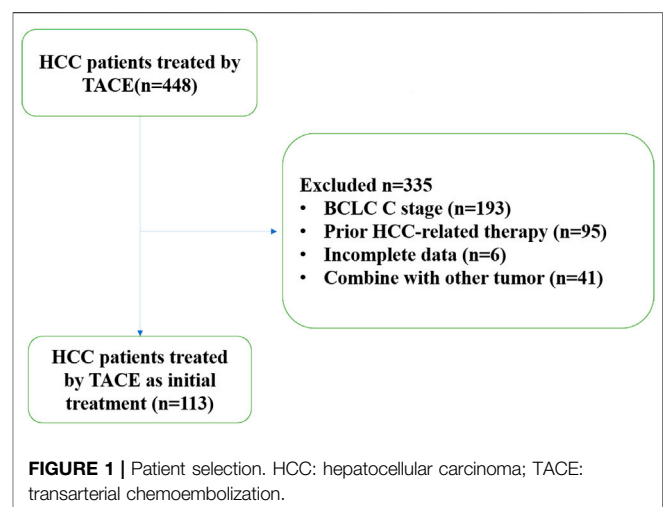 HCC patients treated by
TACE(n=448)
Excluded n=335
• BCLC C stage (n=193)
• Prior HCC-related therapy (n=95)
• Incomplete data (n=6)
• Combine with other tumor (n=41)
HCC patients treated
by TACE as initial
treatment (n=113)
FIGURE 1 | Patient selection. HCC: hepatocellular carcinoma; TACE:
transarterial chemoembolization.